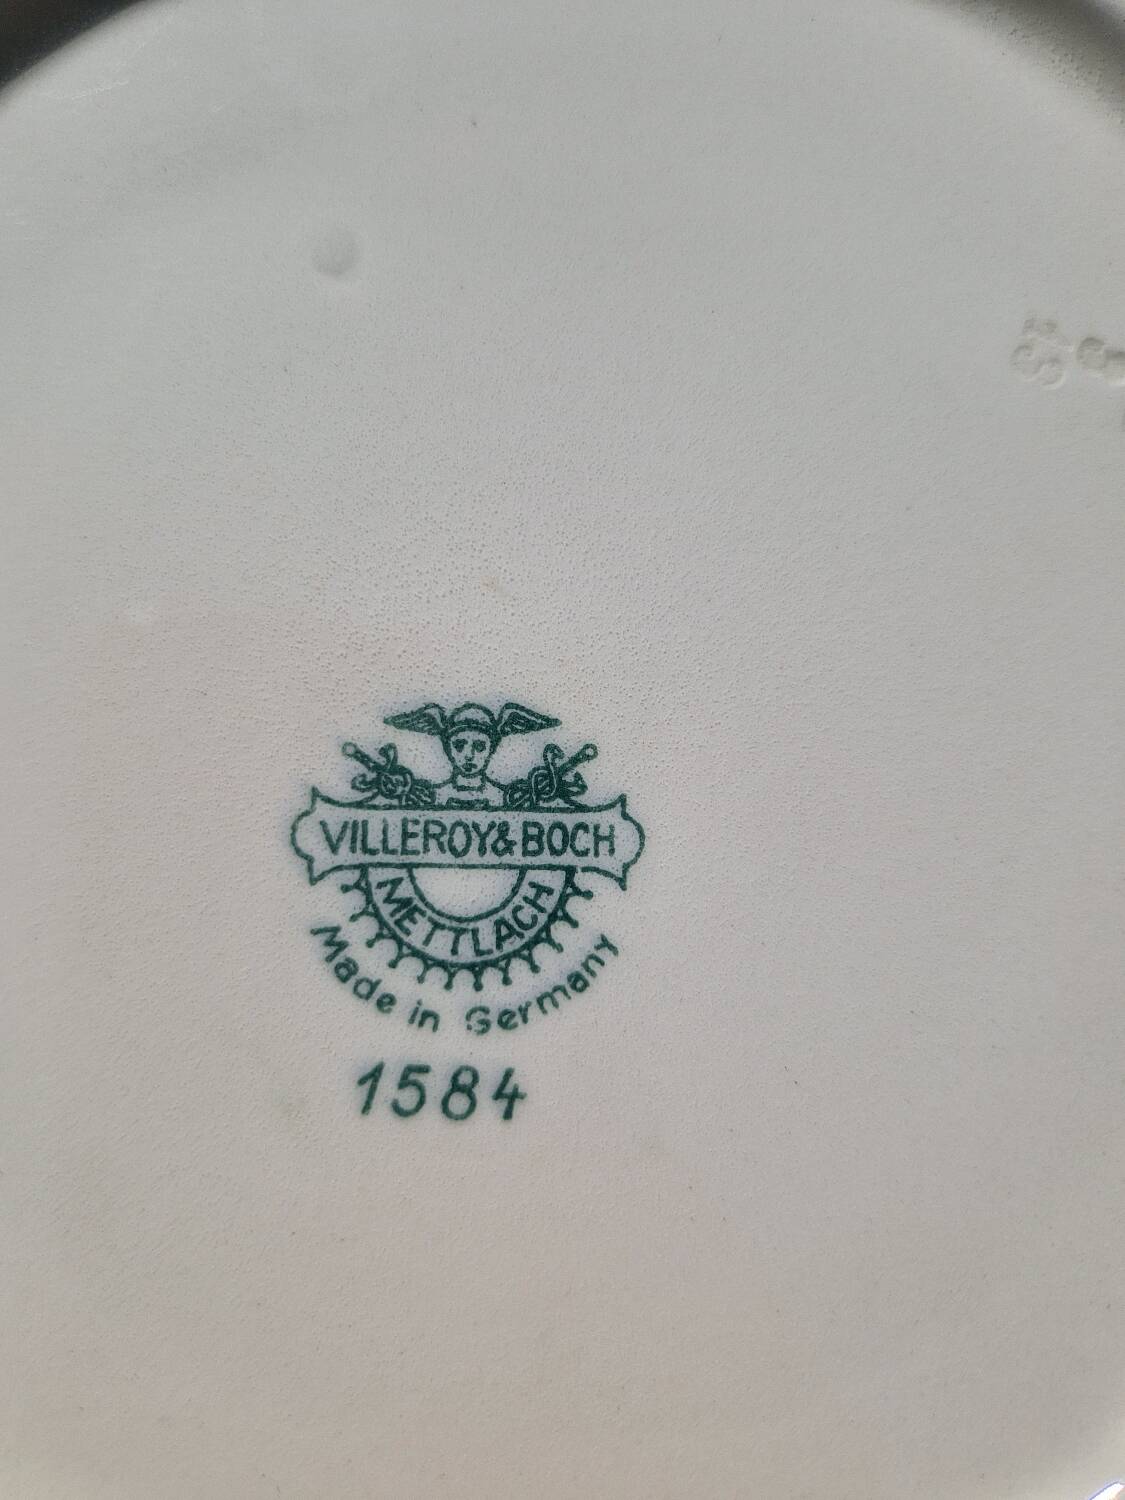 VILLEROY&BOCH
METTLACH
Made in Germany
1584